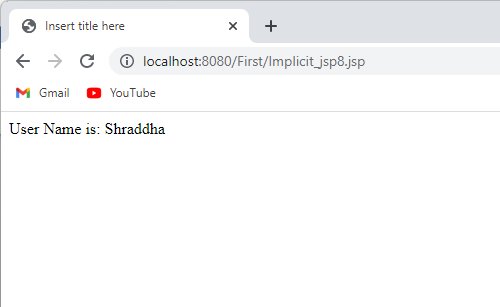 Insert title here
localhost:8080/First/Implicit_jsp8.jsp
Gmail YouTube
User Name is: Shraddha